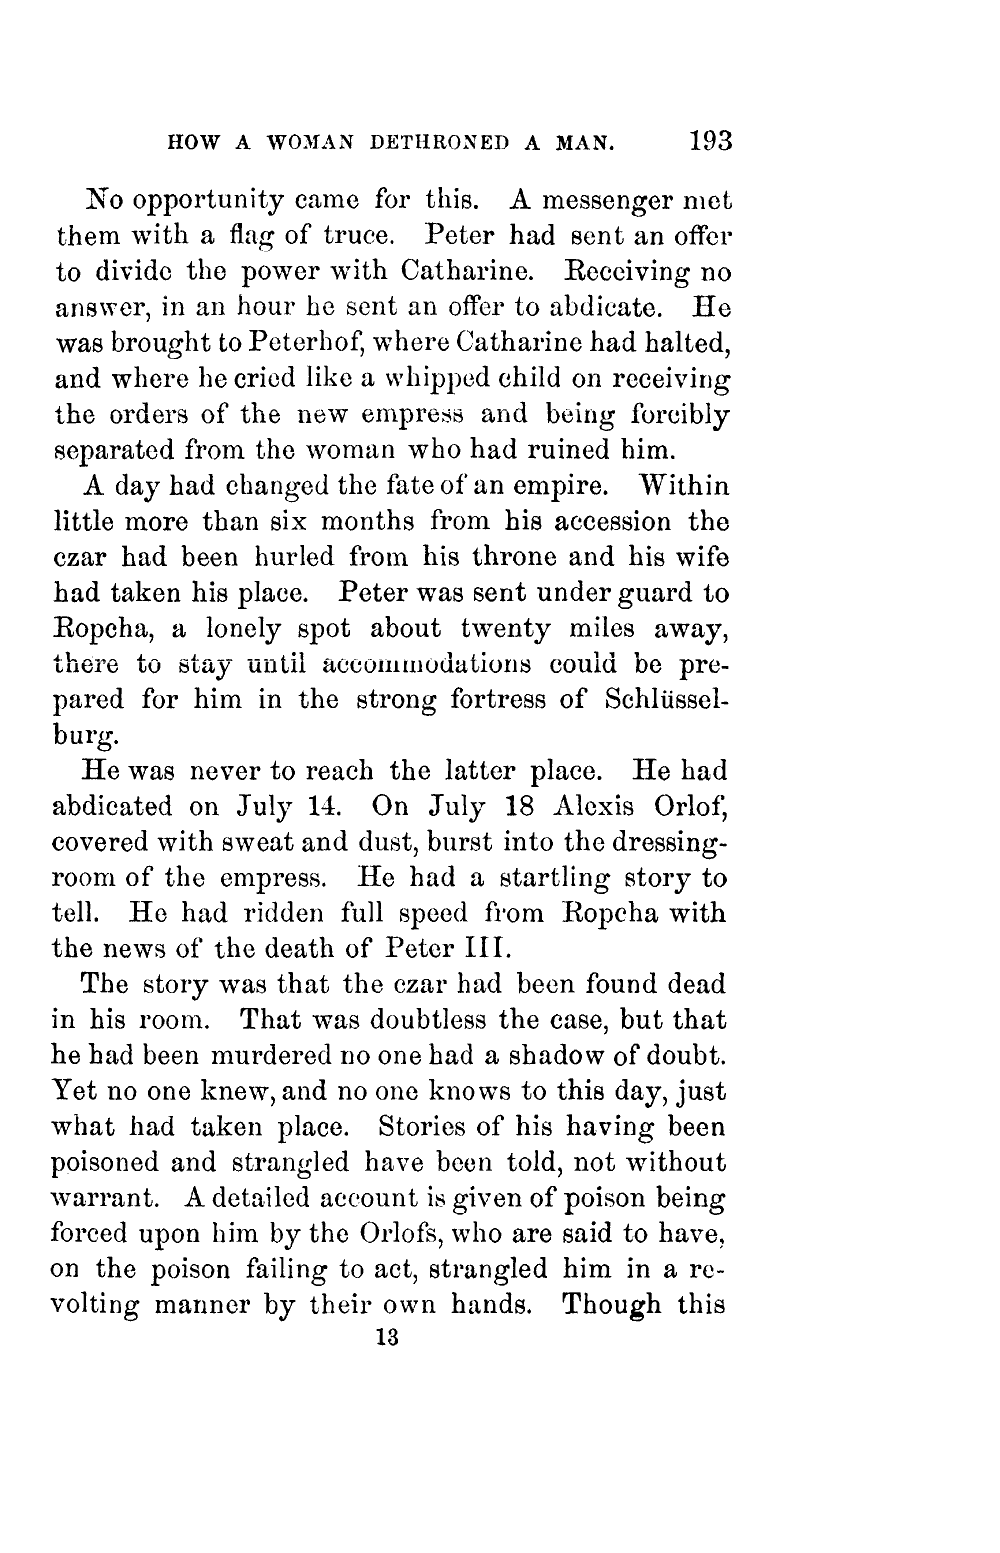 HOW A WOMAN DETHRONED A MAN. 193
No opportunity came for this. A messenger met
them with a flag of truce. Peter had sent an offer
to divide the power with Catharine. Receiving no
answer, in an hour he sent an offer to abdicate. He
was brought to Peterhof, where Catharine had halted,
and where he cried like a whipped child on receiving
the orders of the new empress and being forcibly
separated from the woman who had ruined him.
A day had changed the fate of an empire. Within
little more than six months from his accession the
czar had been hurled from his throne and his wife
had taken his place. Peter was sent under guard to
Ropcha, a lonely spot about twenty miles away,
there to stay until accommodations could be pre-
pared for him in the strong fortress of Schlüssel-
burg.
He was never to reach the latter place. He had
abdicated on July 14. On July 18 Alexis Orlof,
covered with sweat and dust, burst into the dressing-
room of the empress. He had a startling story to
tell. He had ridden full speed from Ropcha with
the news of the death of Peter III.
The story was that the czar had been found dead
in his room. That was doubtless the case, but that
he had been murdered no one had a shadow of doubt.
Yet no one knew, and no one knows to this day, just
what had taken place. Stories of his having been
poisoned and strangled have been told, not without
warrant. A detailed account is given of poison being
forced upon him by the Orlofs, who are said to have,
on the poison failing to act, strangled him in a re-
volting manner by their own hands. Though this
13